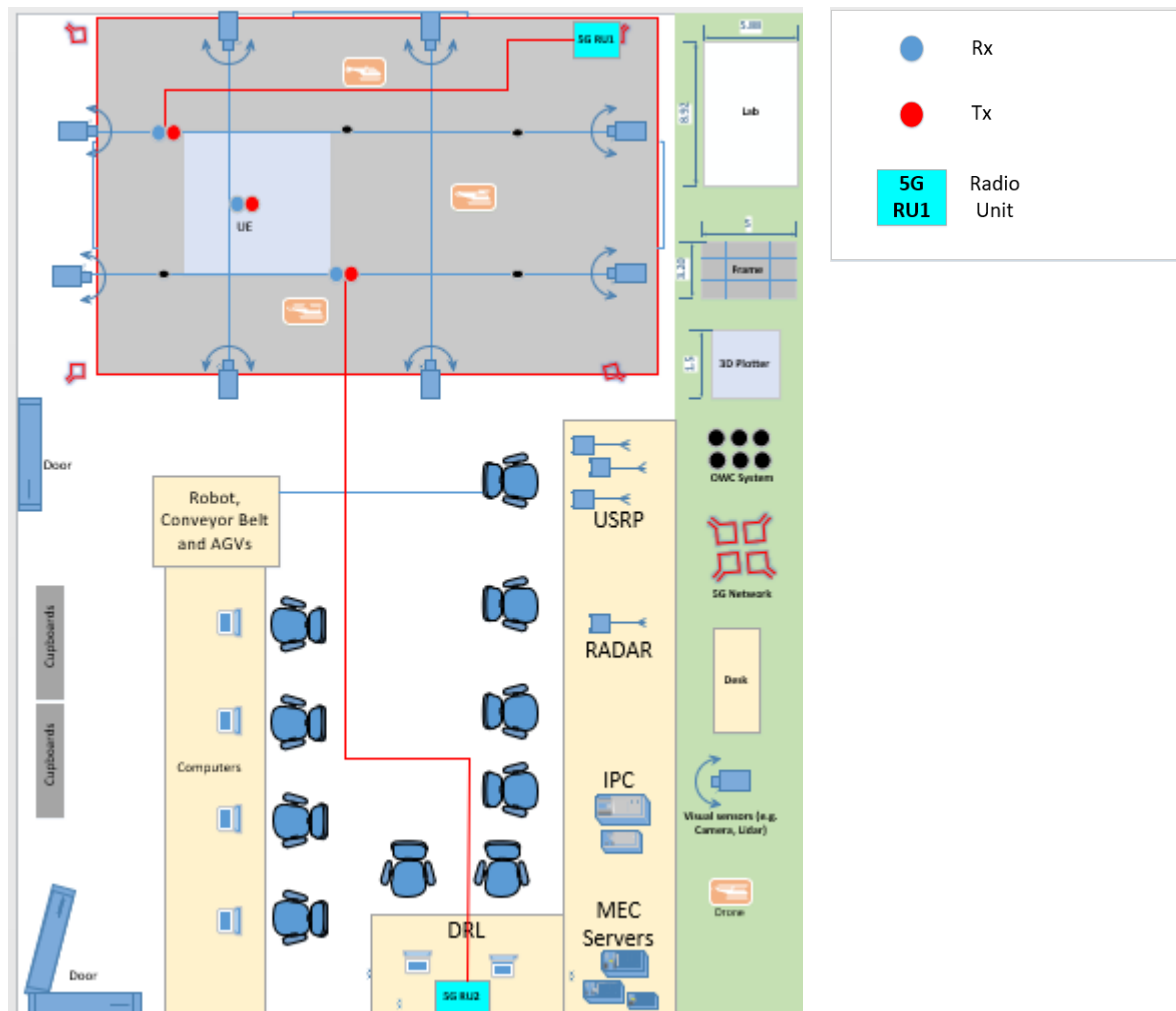 5G RU1
5.88
8.92
Lab
UE
5
3.20
Frame
1.5
3D Plotter
OWC System
5G Network
Desk
Visual sensors (e.g.
Camera, Lidar)
Drone
Door
Robot,
Conveyor Belt
and AGVs
USRP
Cupboards
RADAR
Cupboards
Computers
IPC
MEC
Servers
DRL
Door
5G RU2
Rx
Tx
5G
RU1
Radio
Unit